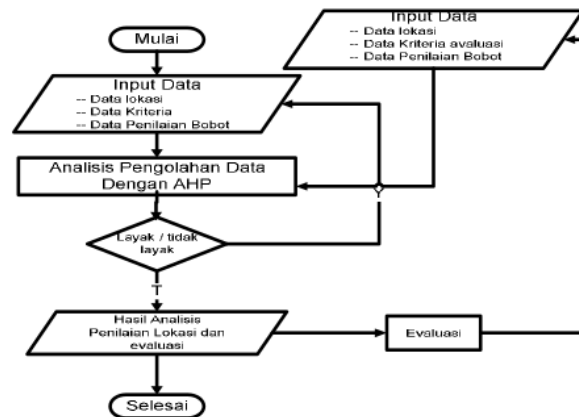 Mulai
Input Data
-- Data lokasi
-- Data Kriteria
-- Data Penilaian Bobot
Input Data
-- Data lokasi
-- Data Kriteria avaluasi
-- Data Penilaian Bobot
Analisis Pengolahan Data
Dengan AHP
Layak / tidak
layak
Y
T
Hasil Analisis
Penilaian Lokasi dan
evaluasi
Evaluasi
Selesai